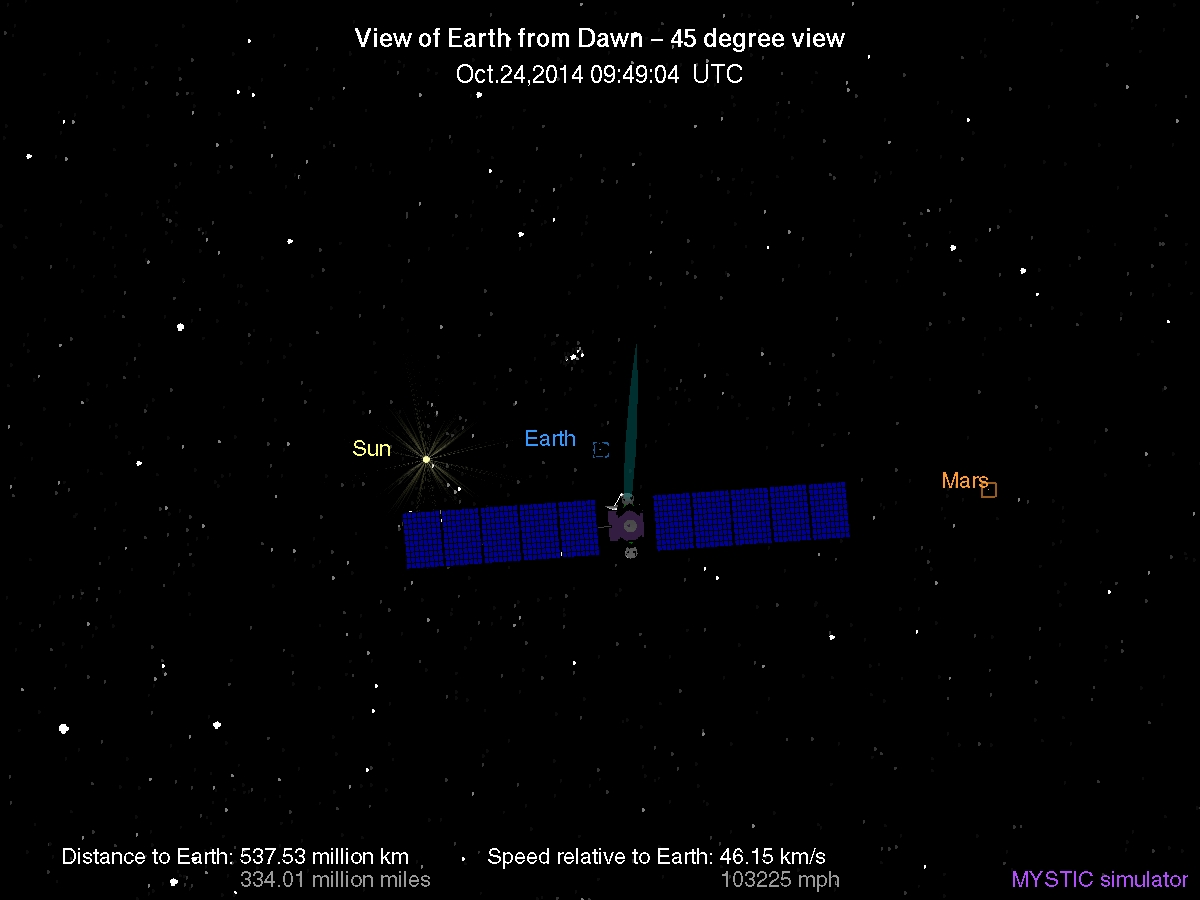 View of Earth from Dawn – 45 degree view
Oct.24,2014 09:49:04 UTC
Sun
Earth
Mars
Distance to Earth: 537.53 million km
334.01 million miles
Speed relative to Earth: 46.15 km/s
103225 mph
MYSTIC simulator